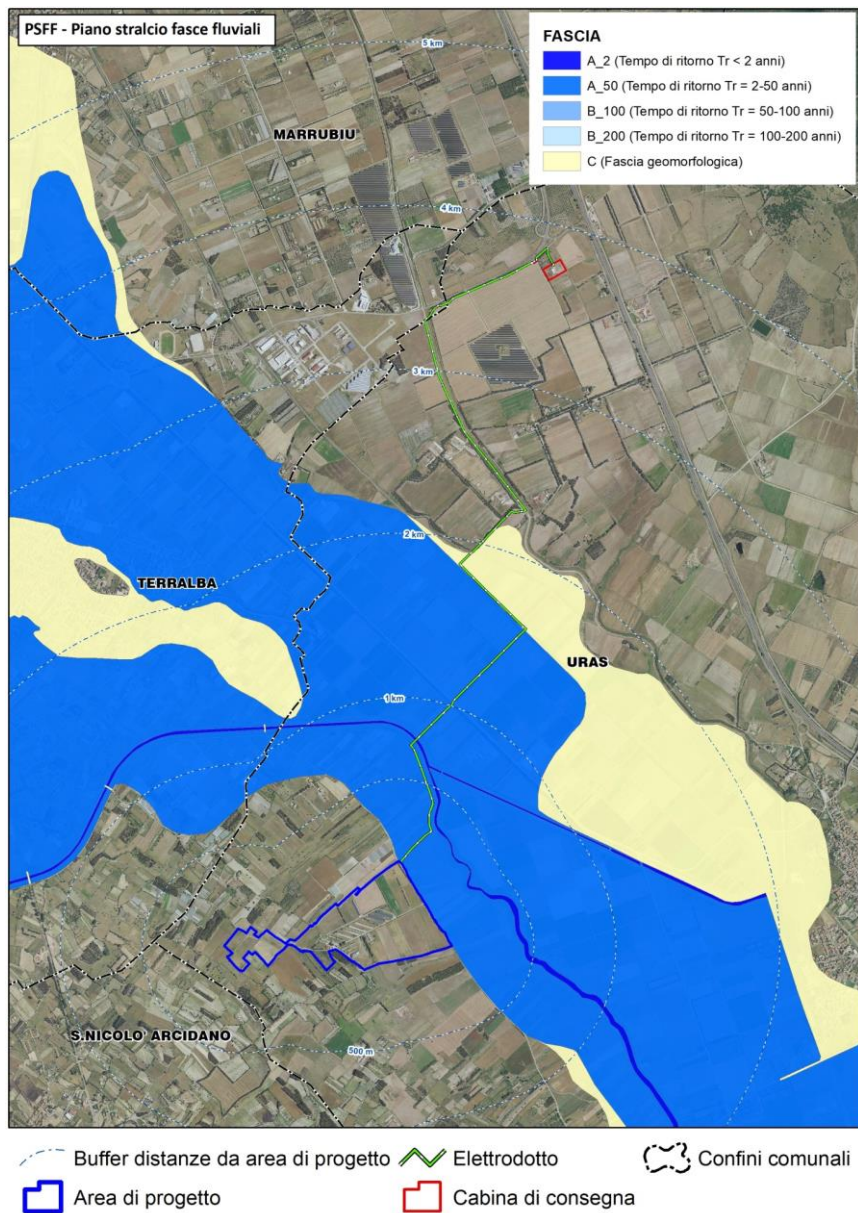 PSFF - Piano stralcio fasce fluviali
FASCIA
A_2 (Tempo di ritorno Tr < 2 anni)
A_50 (Tempo di ritorno Tr = 2-50 anni)
B_100 (Tempo di ritorno Tr = 50-100 anni)
B_200 (Tempo di ritorno Tr = 100-200 anni)
C (Fascia geomorfologica)
5 km
MARRUBIU
4 km
3 km
2 km
TERRALBA
URAS
1 km
S.NICOLO' ARCIDANO
500 m
Buffer distanze da area di progetto
Elettrodotto
Confini comunali
Area di progetto
Cabina di consegna